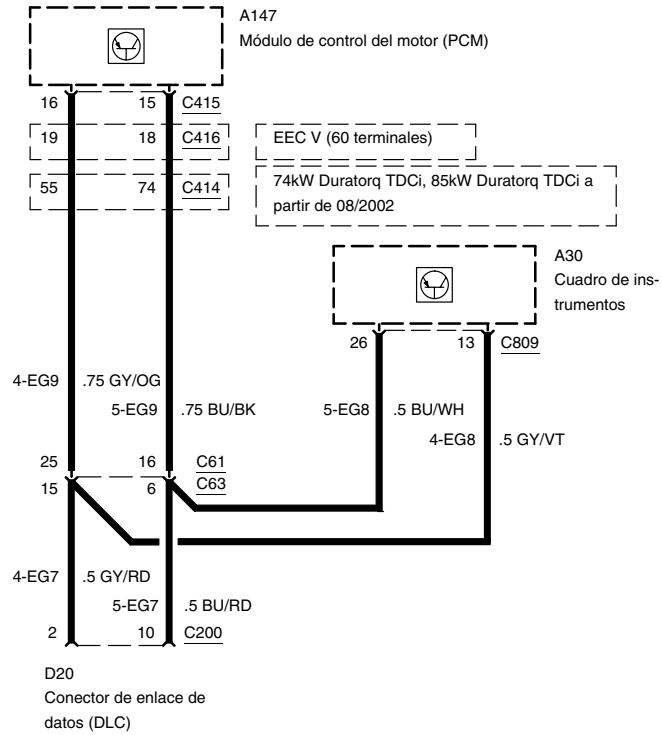 A147
Módulo de control del motor (PCM)
16 15 C415
19 18 C416 EEC V (60 terminales)
55 74 C414 74kW Duratorq TDCi, 85kW Duratorq TDCi a
partir de 08/2002
A30
Cuadro de ins-
trumentos
26 13 C809
4-EG9 .75 GY/OG
5-EG9 .75 BU/BK 5-EG8 .5 BU/WH
4-EG8 .5 GY/VT
25 16 C61
15 6 C63
4-EG7 .5 GY/RD
5-EG7 .5 BU/RD
2 10 C200
D20
Conector de enlace de
datos (DLC)